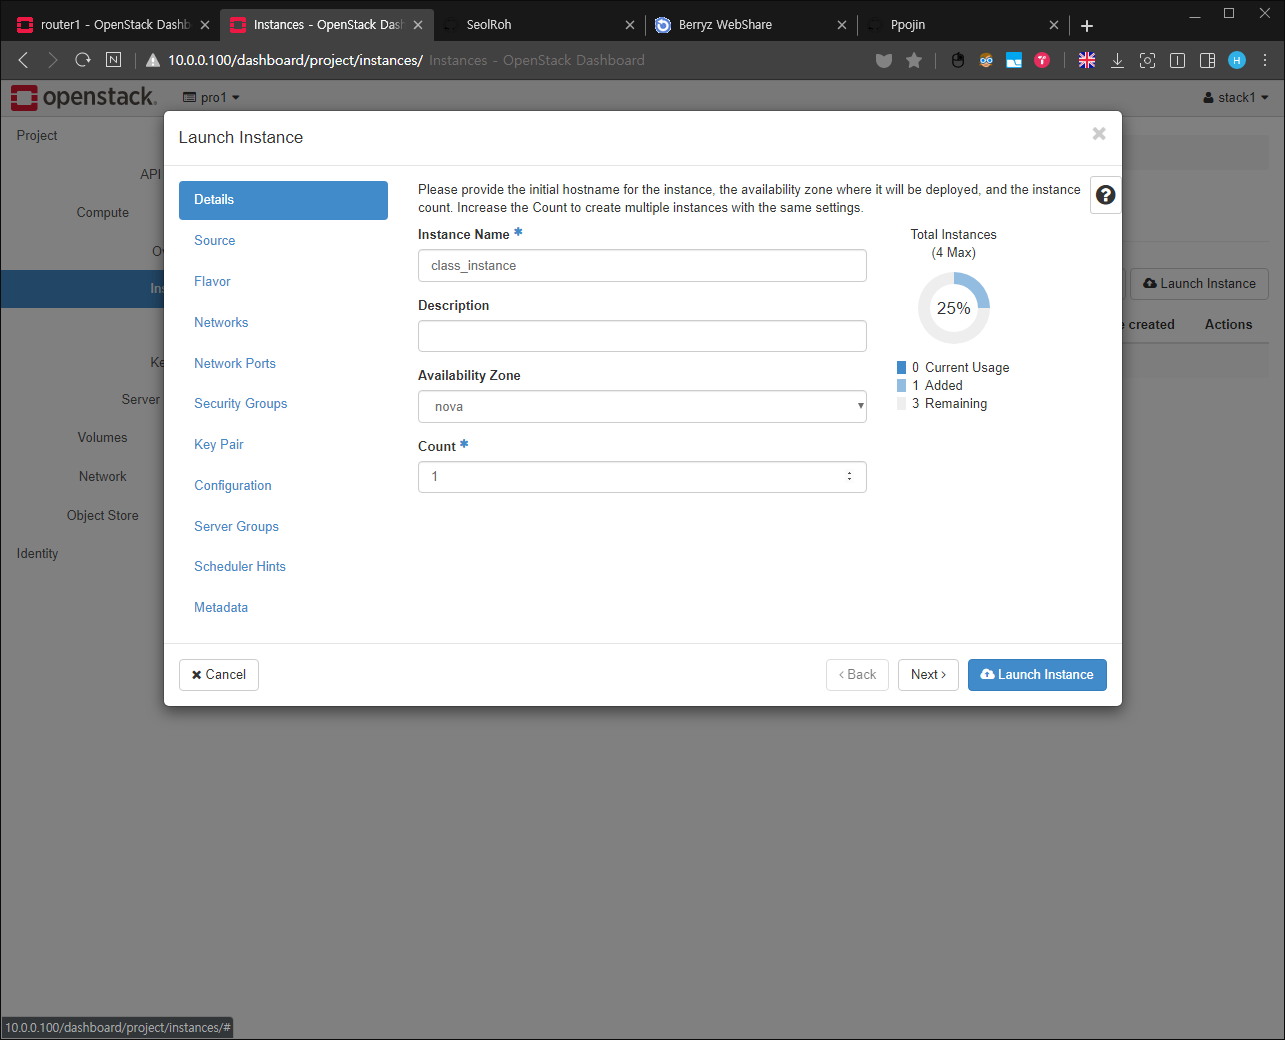 router1 - OpenStack Dashb
Instances - OpenStack Dash
SeolRoh
Berryz WebShare
Ppojin
N
10.0.0.100/dashboard/project/instances/ Instances - OpenStack Dashboard
H
openstack.
pro1
stack1
Project
API
Compute
Volumes
Network
Object Store
Identity
Server
Launch Instance
e created
Actions
Launch Instance
Details
Source
Flavor
Networks
Network Ports
Security Groups
Key Pair
Configuration
Server Groups
Scheduler Hints
Metadata
Please provide the initial hostname for the instance, the availability zone where it will be deployed, and the instance
count. Increase the Count to create multiple instances with the same settings.
Instance Name *
class_instance
Description
Availability Zone
nova
Count *
1
Total Instances
(4 Max)
25%
0 Current Usage
1 Added
3 Remaining
Cancel
< Back
Next >
Launch Instance
10.0.0.100/dashboard/project/instances/#